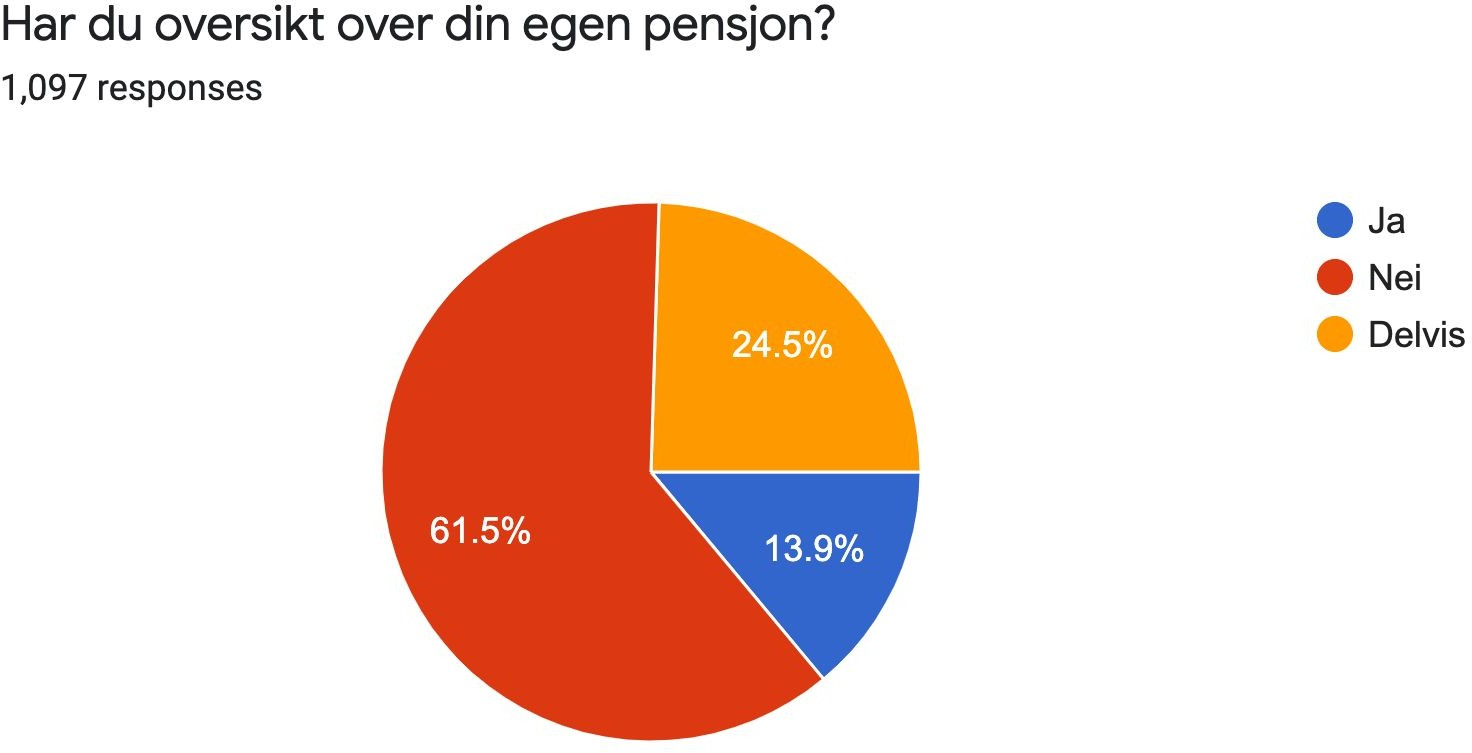 Har du oversikt over din egen pensjon?
1,097 responses
Ja
Nei
Delvis
24.5%
61.5%
13.9%